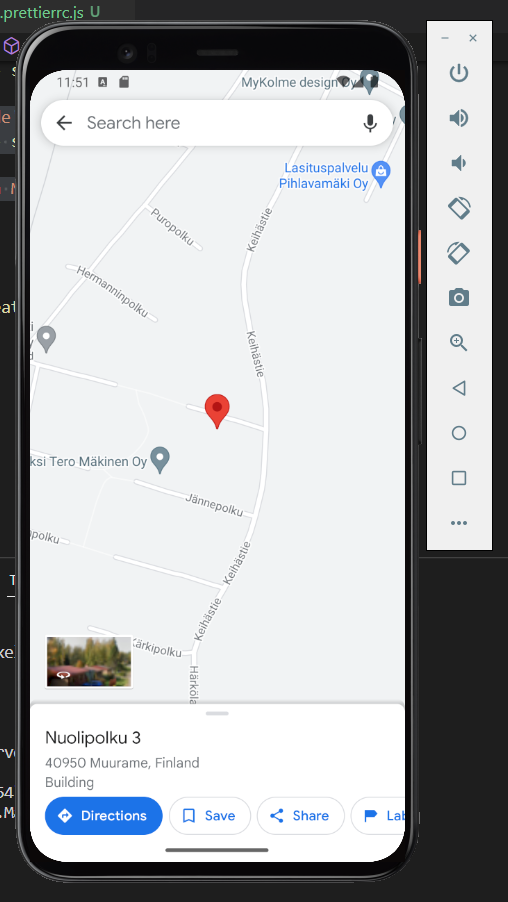 .prettierrc.js U
11:51 A
MyKolme design Oy
Search here
Lasituspalvelu
Pihlavamäki Oy
Puropolku
Keihästie
Hermanninpolku
Keihästie
ksi Tero Mäkinen Oy
Jännepolku
polku
Keihästie
Keihästie
Kärkipolku
Härköla
Nuolipolku 3
40950 Muurame, Finland
Building
Directions
Save
Share
Lab